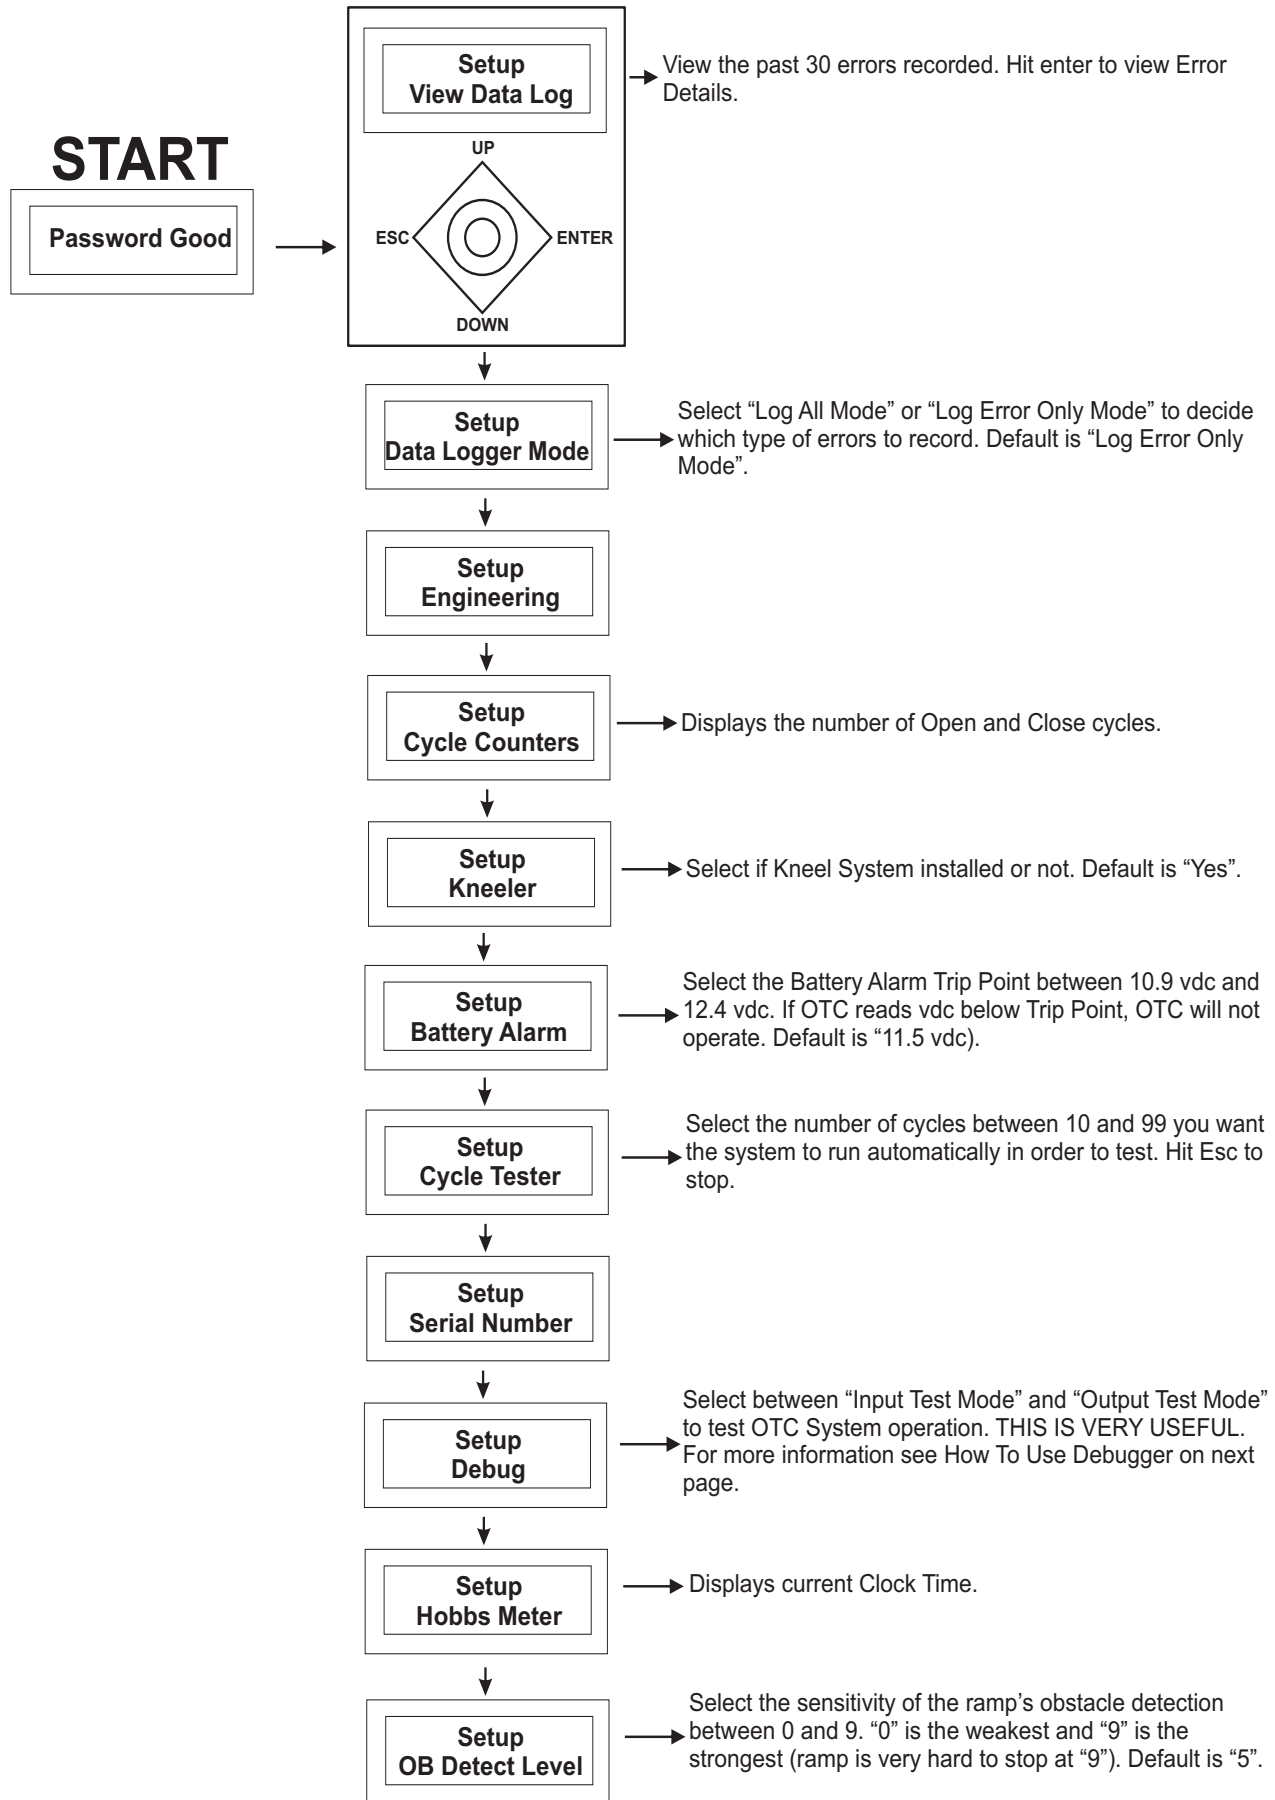 START
Password Good
Setup
View Data Log
UP
ESC
ENTER
DOWN
View the past 30 errors recorded. Hit enter to view Error
Details.
Setup
Data Logger Mode
Select “Log All Mode” or “Log Error Only Mode” to decide
which type of errors to record. Default is “Log Error Only
Mode”.
Setup
Engineering
Setup
Cycle Counters
Displays the number of Open and Close cycles.
Setup
Kneeler
Select if Kneel System installed or not. Default is “Yes”.
Setup
Battery Alarm
Select the Battery Alarm Trip Point between 10.9 vdc and
12.4 vdc. If OTC reads vdc below Trip Point, OTC will not
operate. Default is “11.5 vdc).
Setup
Cycle Tester
Select the number of cycles between 10 and 99 you want
the system to run automatically in order to test. Hit Esc to
stop.
Setup
Serial Number
Setup
Debug
Select between “Input Test Mode” and “Output Test Mode”
to test OTC System operation. THIS IS VERY USEFUL.
For more information see How To Use Debugger on next
page.
Setup
Hobbs Meter
Displays current Clock Time.
Setup
OB Detect Level
Select the sensitivity of the ramp’s obstacle detection
between 0 and 9. “0” is the weakest and “9” is the
strongest (ramp is very hard to stop at “9”). Default is “5”.